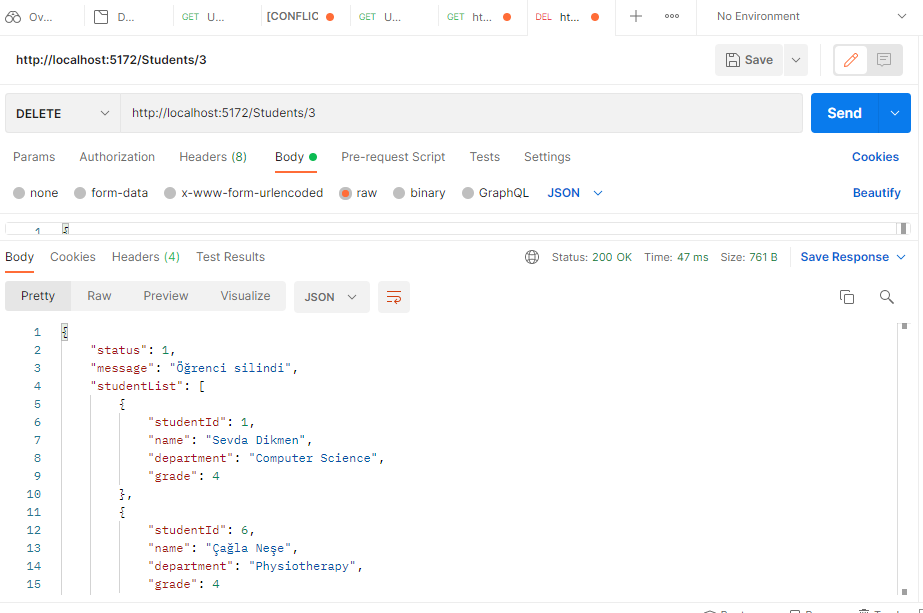 Ov... D... GET U... [CONFLIC GET U... GET ht... DEL ht... No Environment
http://localhost:5172/Students/3 Save
DELETE http://localhost:5172/Students/3 Send
Params Authorization Headers (8) Body Pre-request Script Tests Settings Cookies
none form-data x-www-form-urlencoded raw binary GraphQL JSON Beautify
1 {
Body Cookies Headers (4) Test Results Status: 200 OK Time: 47 ms Size: 761 B Save Response
Pretty Raw Preview Visualize JSON
1 {
2 "status": 1,
3 "message": "Öğrenci silindi",
4 "studentList": [
5 {
6 "studentId": 1,
7 "name": "Sevda Dikmen",
8 "department": "Computer Science",
9 "grade": 4
10 },
11 {
12 "studentId": 6,
13 "name": "Çağla Neşe",
14 "department": "Physiotherapy",
15 "grade": 4